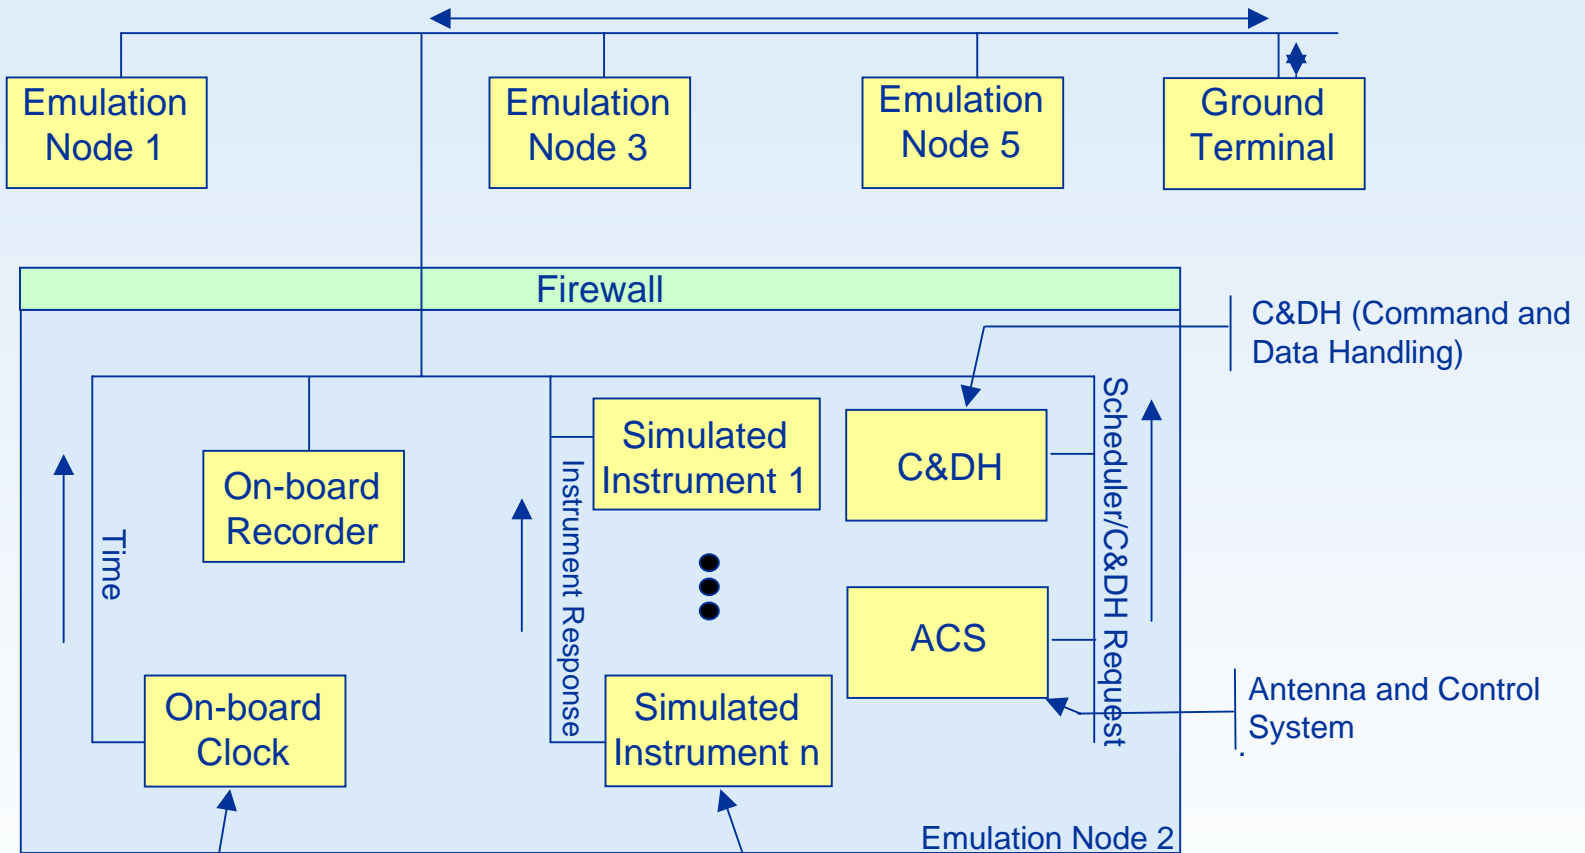 Emulation
Node 1
Emulation
Node 3
Emulation
Node 5
Ground
Terminal
Firewall
C&DH (Command and
Data Handling)
Time
On-board
Recorder
On-board
Clock
Instrument Response
Simulated
Instrument 1
Simulated
Instrument n
C&DH
ACS
Scheduler/C&DH Request
Antenna and Control
System
.
Emulation Node 2